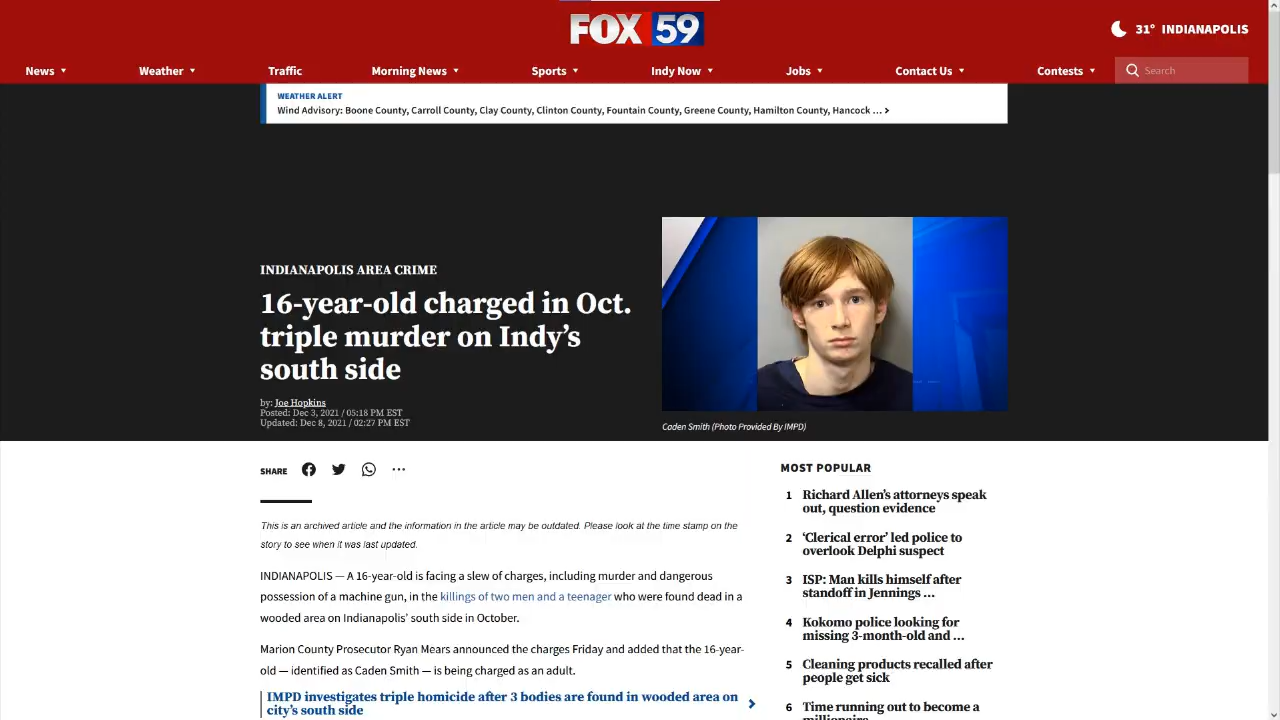 FOX 59
31° INDIANAPOLIS
News Weather Traffic Morning News Sports Indy Now Jobs Contact Us Contests Search
WEATHER ALERT
Wind Advisory: Boone County, Carroll County, Clay County, Clinton County, Fountain County, Greene County, Hamilton County, Hancock ... >
INDIANAPOLIS AREA CRIME
16-year-old charged in Oct.
triple murder on Indy's
south side
by: Joe Hopkins
Posted: Dec 3, 2021 / 05:18 PM EST
Updated: Dec 8, 2021 / 02:27 PM EST
Caden Smith (Photo Provided By IMPD)
SHARE
This is an archived article and the information in the article may be outdated. Please look at the time stamp on the
story to see when it was last updated.
INDIANAPOLIS — A 16-year-old is facing a slew of charges, including murder and dangerous
possession of a machine gun, in the killings of two men and a teenager who were found dead in a
wooded area on Indianapolis' south side in October.
Marion County Prosecutor Ryan Mears announced the charges Friday and added that the 16-year-
old — identified as Caden Smith — is being charged as an adult.
IMPD investigates triple homicide after 3 bodies are found in wooded area on
city's south side
MOST POPULAR
1 Richard Allen's attorneys speak
out, question evidence
2 'Clerical error' led police to
overlook Delphi suspect
3 ISP: Man kills himself after
standoff in Jennings ...
4 Kokomo police looking for
missing 3-month-old and ...
5 Cleaning products recalled after
people get sick
6 Time running out to become a
millionaire